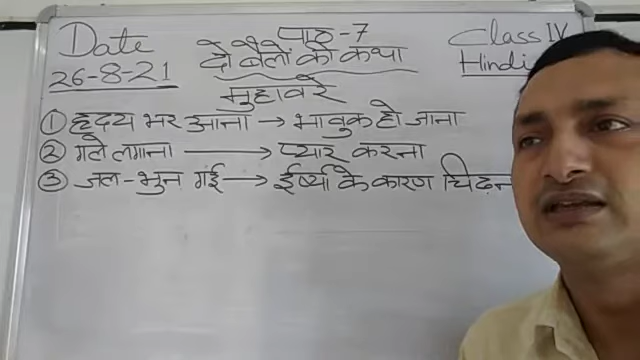 Date
26-8-21
पाठ-7
दो बैलों की कथा
मुहावरे
Class IV
Hindi
① हृदय भर आना → भावुक हो जाना
② गले लगाना → प्यार करना
③ जल-भुन गई → ईर्ष्या के कारण चिढ़न